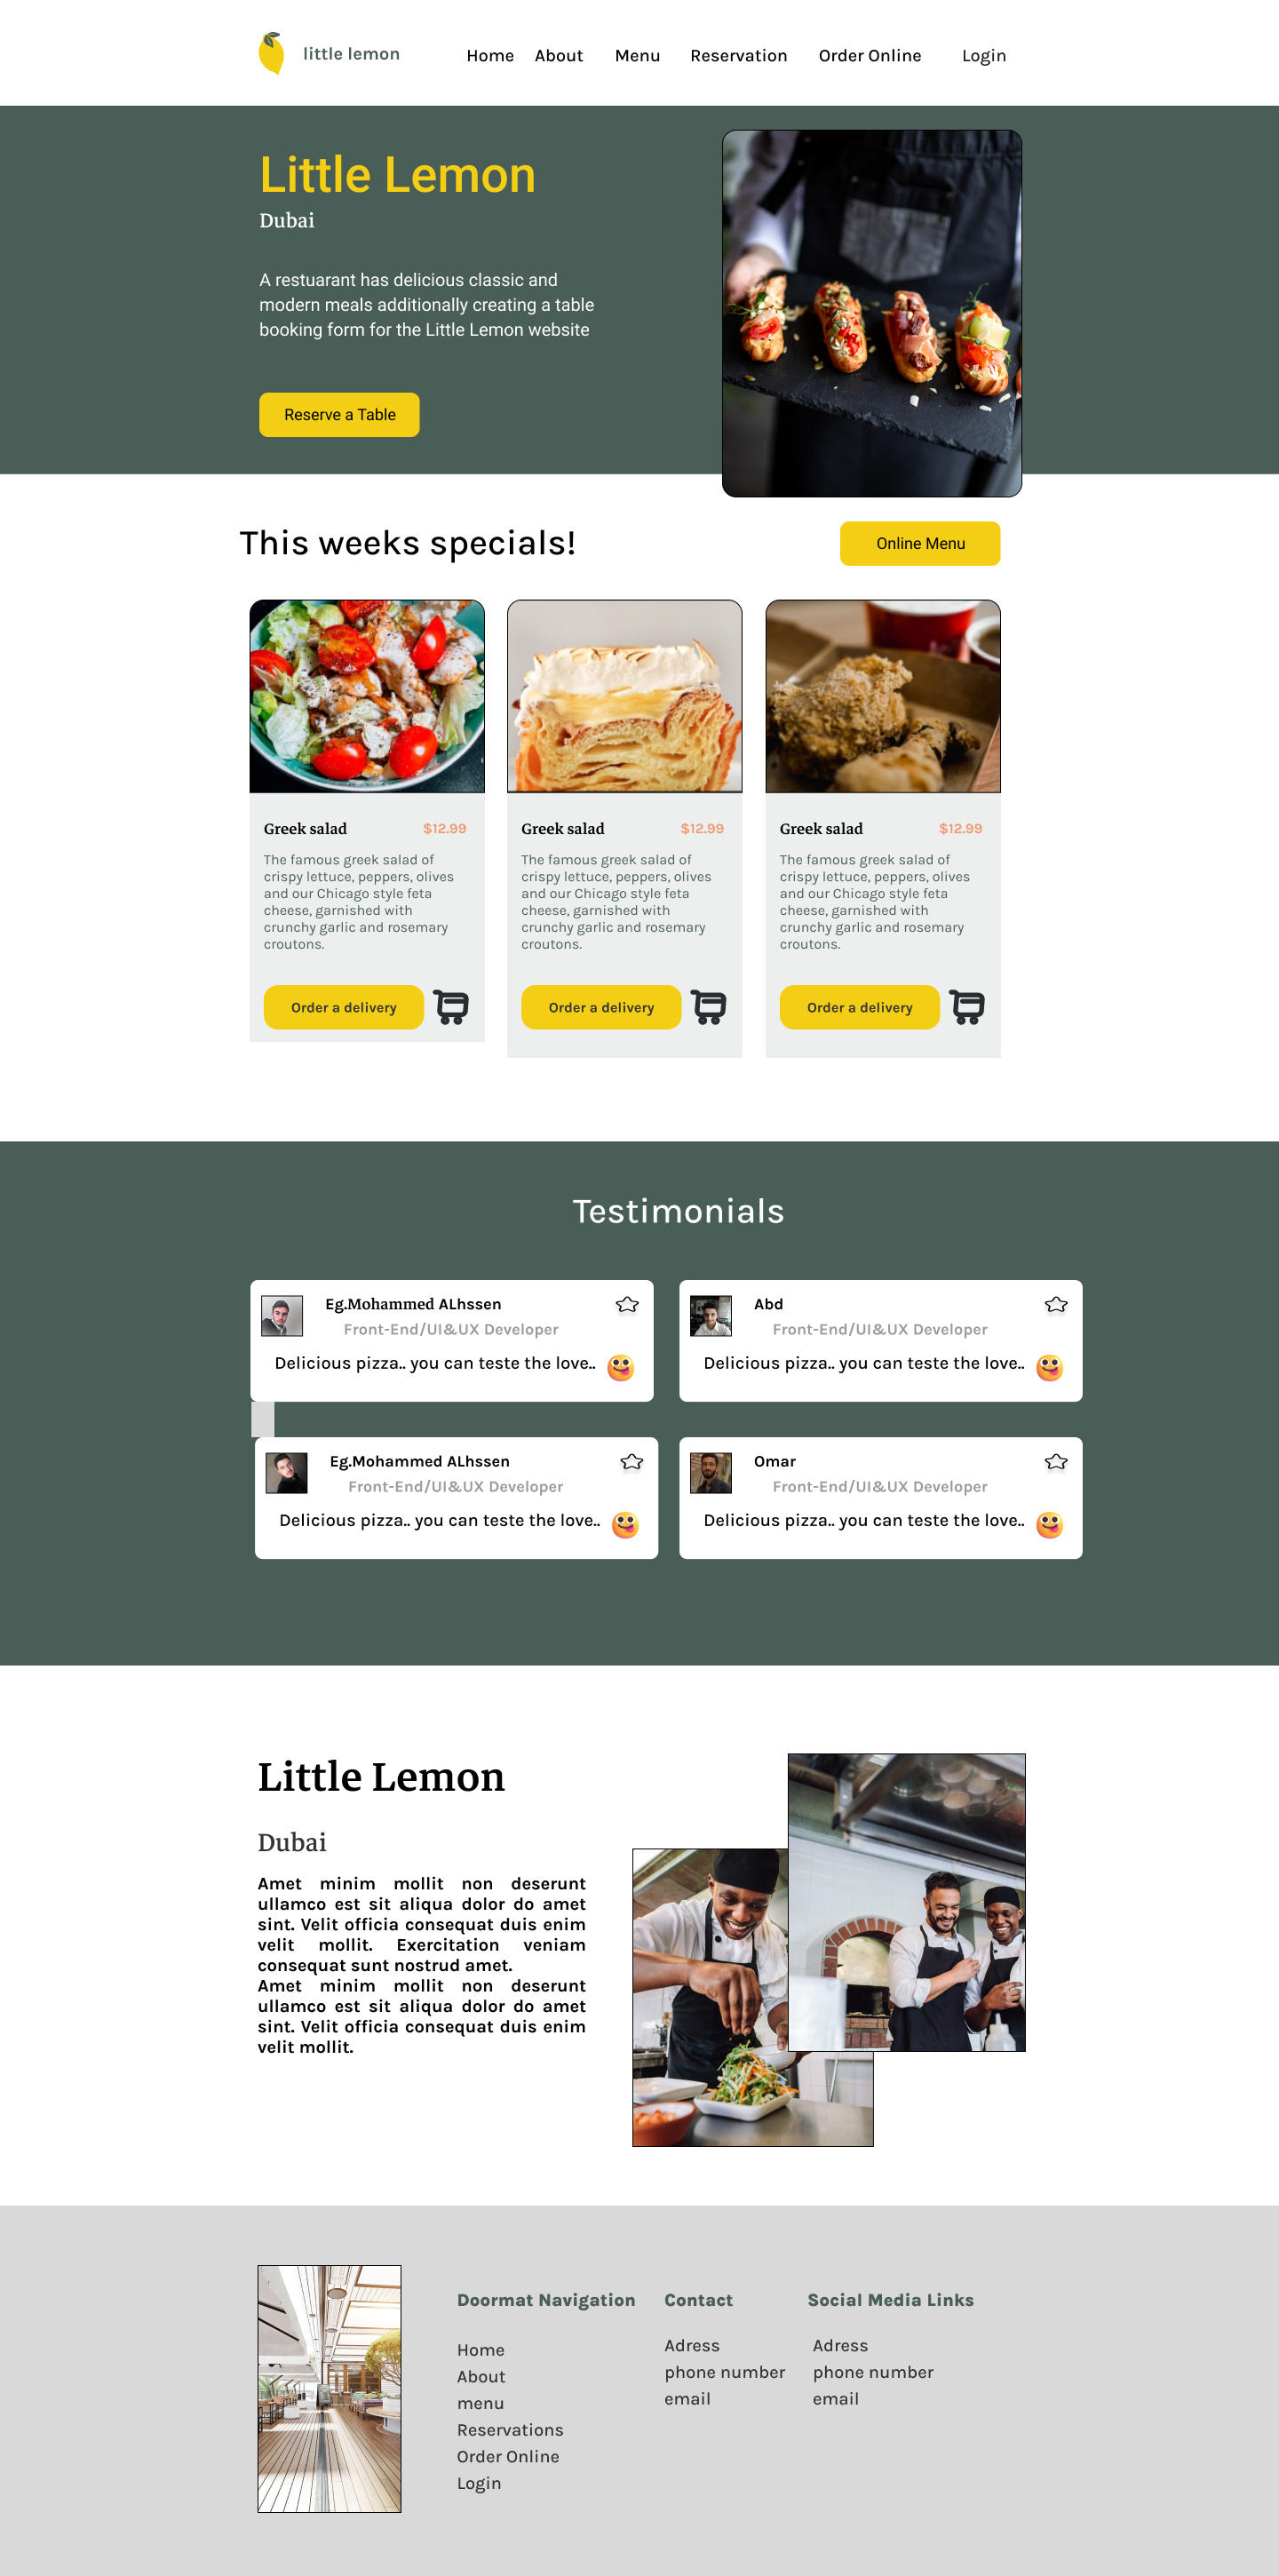 little lemon
Home About Menu Reservation Order Online Login
Little Lemon
Dubai
A restuarant has delicious classic and
modern meals additionally creating a table
booking form for the Little Lemon website
Reserve a Table
This weeks specials!
Online Menu
Greek salad $12.99
The famous greek salad of
crispy lettuce, peppers, olives
and our Chicago style feta
cheese, garnished with
crunchy garlic and rosemary
croutons.
Order a delivery
Greek salad $12.99
The famous greek salad of
crispy lettuce, peppers, olives
and our Chicago style feta
cheese, garnished with
crunchy garlic and rosemary
croutons.
Order a delivery
Greek salad $12.99
The famous greek salad of
crispy lettuce, peppers, olives
and our Chicago style feta
cheese, garnished with
crunchy garlic and rosemary
croutons.
Order a delivery
Testimonials
Eg.Mohammed ALhssen
Front-End/UI&UX Developer
Delicious pizza.. you can teste the love..
Abd
Front-End/UI&UX Developer
Delicious pizza.. you can teste the love..
Eg.Mohammed ALhssen
Front-End/UI&UX Developer
Delicious pizza.. you can teste the love..
Omar
Front-End/UI&UX Developer
Delicious pizza.. you can teste the love..
Little Lemon
Dubai
Amet minim mollit non deserunt
ullamco est sit aliqua dolor do amet
sint. Velit officia consequat duis enim
velit mollit. Exercitation veniam
consequat sunt nostrud amet.
Amet minim mollit non deserunt
ullamco est sit aliqua dolor do amet
sint. Velit officia consequat duis enim
velit mollit.
Doormat Navigation
Home
About
menu
Reservations
Order Online
Login
Contact
Adress
phone number
email
Social Media Links
Adress
phone number
email